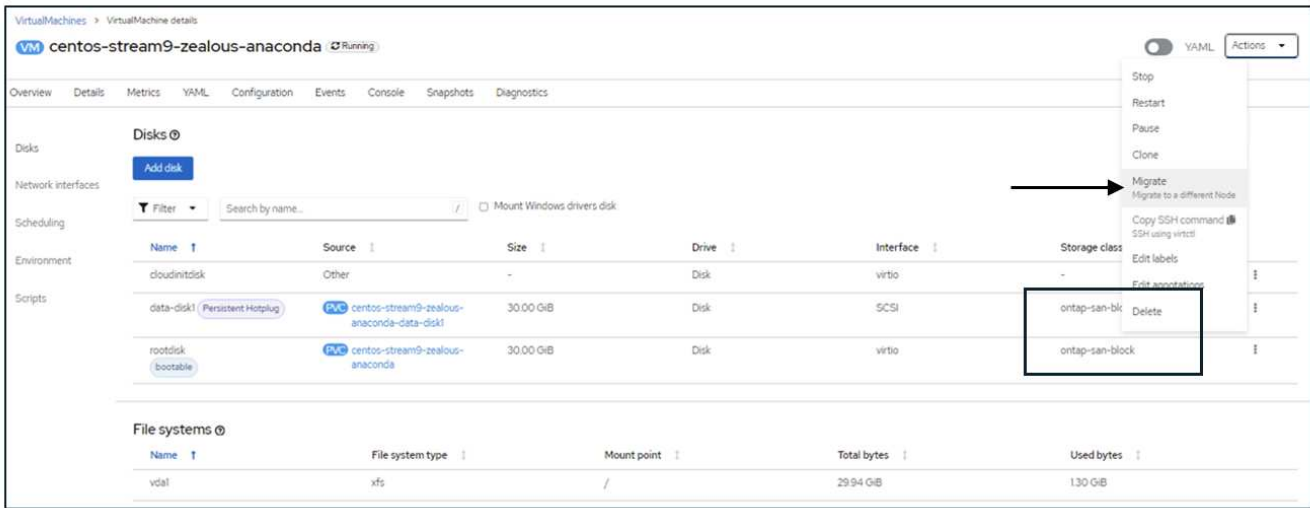 VirtualMachines > VirtualMachine details
VM centos-stream9-zealous-anaconda Running
YAML Actions
Stop
Restart
Pause
Clone
Migrate
Migrate to a different Node
Copy SSH command
SSH using virtctl
Edit labels
Edit annotations
Delete
Overview Details Metrics YAML Configuration Events Console Snapshots Diagnostics
Disks
Network interfaces
Scheduling
Environment
Scripts
Disks
Add disk
Filter Search by name... / Mount Windows drivers disk
Name Source Size Drive Interface Storage class
cloudinitdisk Other - Disk virtio -
data-disk1 Persistent Hotplug PVC centos-stream9-zealous- 30.00 GiB Disk SCSI ontap-san-blo
anaconda-data-disk1
rootdisk PVC centos-stream9-zealous- 30.00 GiB Disk virtio ontap-san-block
bootable anaconda
File systems
Name File system type Mount point Total bytes Used bytes
vda1 xfs / 29.94 GiB 1.30 GiB